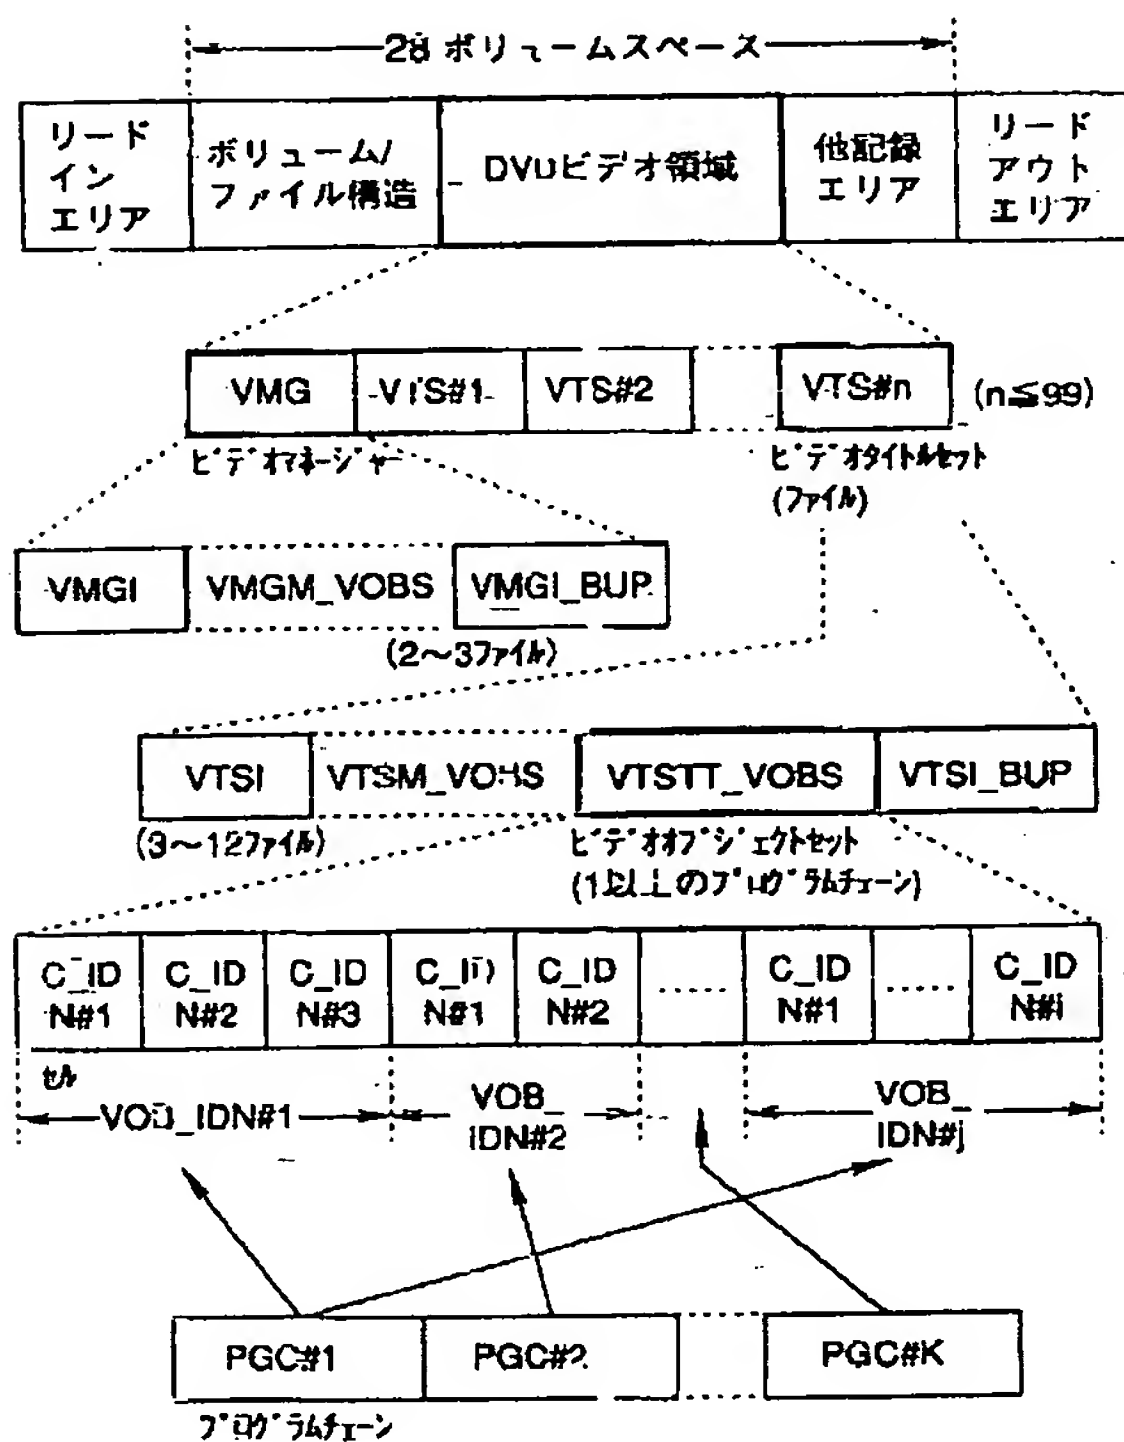 28 ボリュームスペース
リード
イン
エリア
ボリューム/
ファイル構造
DVDビデオ領域
他記録
エリア
リード
アウト
エリア
VMG
VTS#1
VTS#2
VTS#n
(n≦99)
ビデオマネージャー
ビデオタイトルセット
(ファイル)
VMGI
VMGM_VOBS
VMGI_BUP
(2〜3ファイル)
VTSI
VTSM_VOBS
VTSTT_VOBS
VTSI_BUP
(3〜12ファイル)
ビデオオブジェクトセット
(1以上のプログラムチェーン)
C_ID
N#1
C_ID
N#2
C_ID
N#3
C_ID
N#1
C_ID
N#2
……
C_ID
N#1
……
C_ID
N#i
セル
VOB_IDN#1
VOB_
IDN#2
VOB_
IDN#j
PGC#1
PGC#2
PGC#K
プログラムチェーン